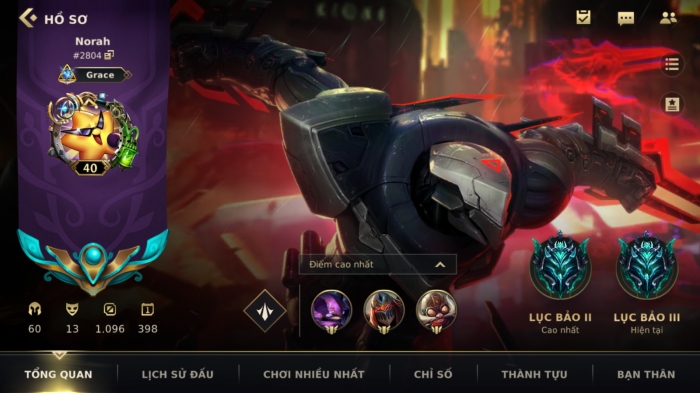 HỒ SƠ
Norah
#2804
Grace
40
60 13 1.096 398
Điểm cao nhất
LỤC BẢO II
Cao nhất
LỤC BẢO III
Hiện tại
TỔNG QUAN LỊCH SỬ ĐẤU CHƠI NHIỀU NHẤT CHỈ SỐ THÀNH TỰU BẠN THÂN